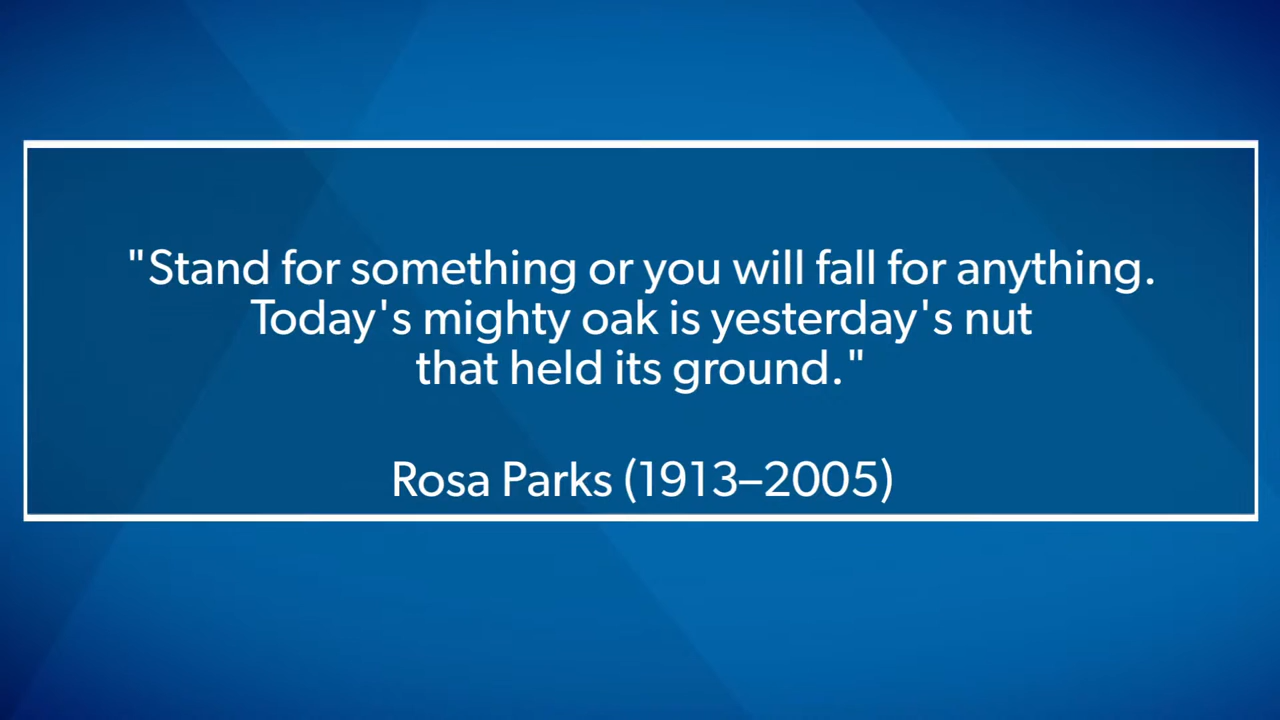 "Stand for something or you will fall for anything.
Today's mighty oak is yesterday's nut
that held its ground."
Rosa Parks (1913–2005)